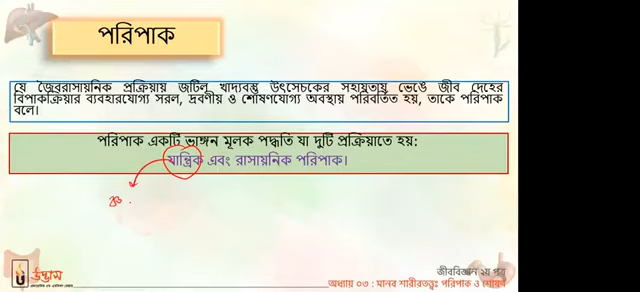 পরিপাক
যে জৈবরাসায়নিক প্রক্রিয়ায় জটিল খাদ্যবস্তু উৎসেচকের সহায়তায় ভেঙে জীব দেহের
বিপাকক্রিয়ার ব্যবহারযোগ্য সরল, দ্রবণীয় ও শোষণযোগ্য অবস্থায় পরিবর্তিত হয়, তাকে পরিপাক
বলে।
পরিপাক একটি ভাঙ্গন মূলক পদ্ধতি যা দুটি প্রক্রিয়াতে হয়:
যান্ত্রিক এবং রাসায়নিক পরিপাক।
উদ্ভাস
জীববিজ্ঞান ২য় পত্র
অধ্যায় ০৩ : মানব শারীরতত্ত্ব: পরিপাক ও শোষণ